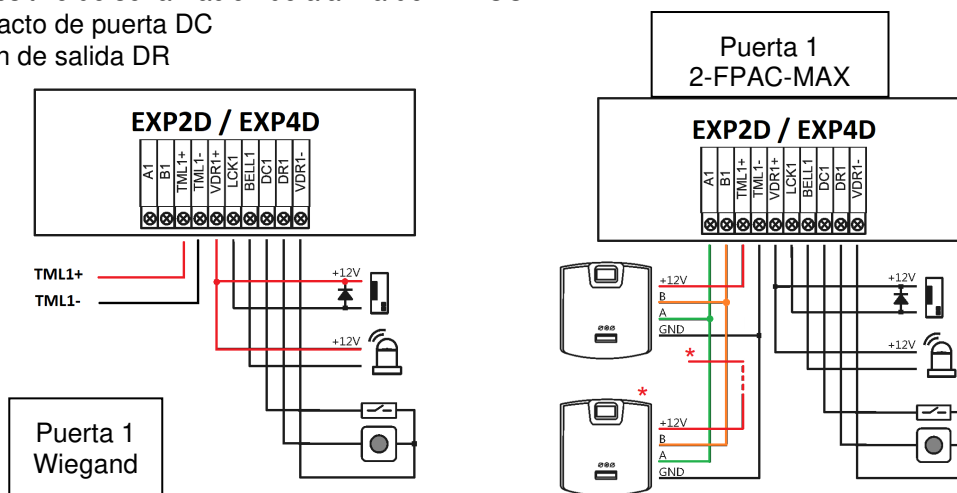 acto de puerta DC
n de salida DR
EXP2D / EXP4D
A1
B1
TML1+
TML1-
VDR1+
LCK1
BELL1
DC1
DR1
VDR1-
TML1+
TML1-
+12V
+12V
Puerta 1
Wiegand
Puerta 1
2-FPAC-MAX
EXP2D / EXP4D
A1
B1
TML1+
TML1-
VDR1+
LCK1
BELL1
DC1
DR1
VDR1-
+12V
B
A
GND
*
*
+12V
B
A
GND
+12V
+12V